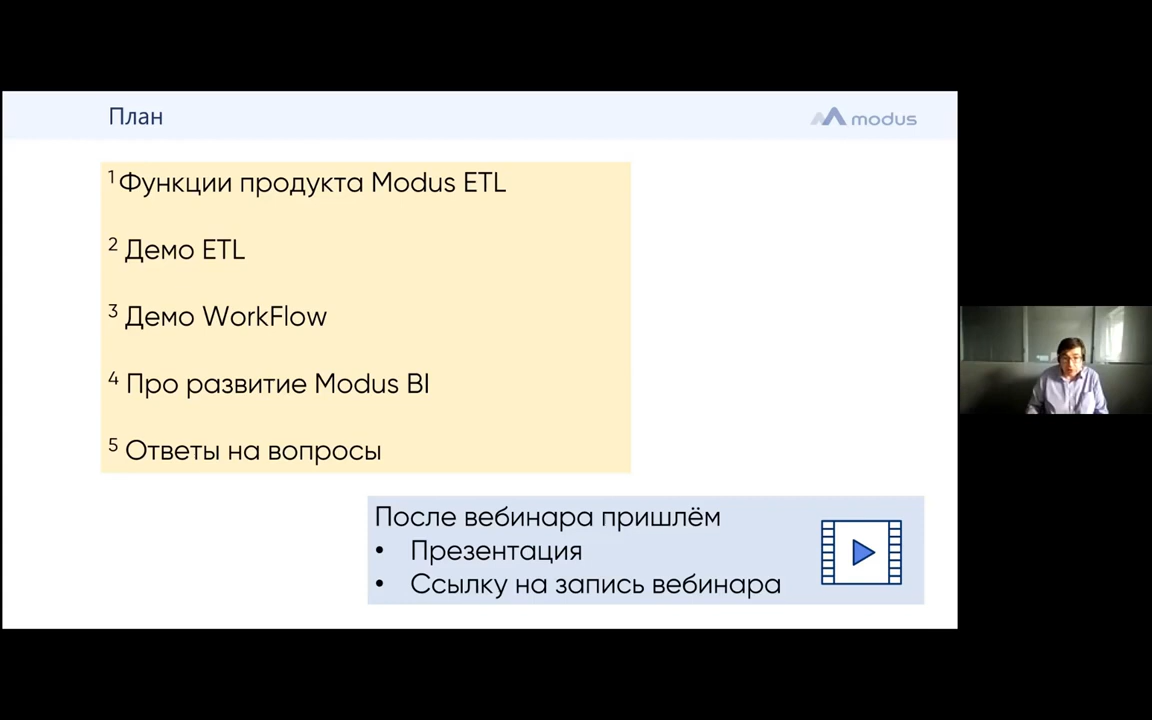 План
modus
¹ Функции продукта Modus ETL
² Демо ETL
³ Демо WorkFlow
⁴ Про развитие Modus BI
⁵ Ответы на вопросы
После вебинара пришлём
• Презентация
• Ссылку на запись вебинара